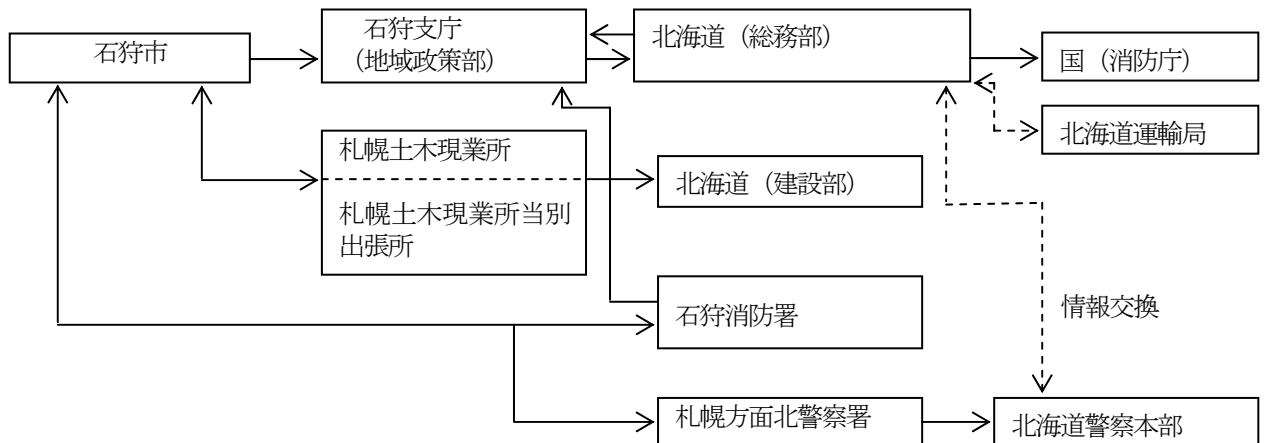 石狩市
石狩支庁
(地域政策部)
北海道（総務部）
国（消防庁）
北海道運輸局
札幌土木現業所
北海道（建設部）
札幌土木現業所当別
出張所
石狩消防署
情報交換
札幌方面北警察署
北海道警察本部